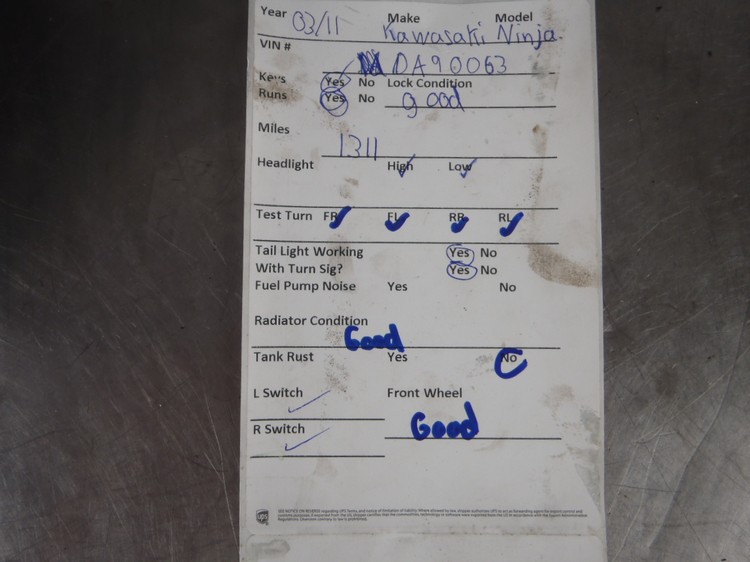 Year 03/11 Make Model
Kawasaki Ninja
VIN # DA90063
Keys Yes No Lock Condition
Runs Yes No good
Miles 1311
Headlight High Low
Test Turn FR FL RR RL
Tail Light Working Yes No
With Turn Sig? Yes No
Fuel Pump Noise Yes No
Radiator Condition
Good
Tank Rust Yes No
L Switch Front Wheel
R Switch Good